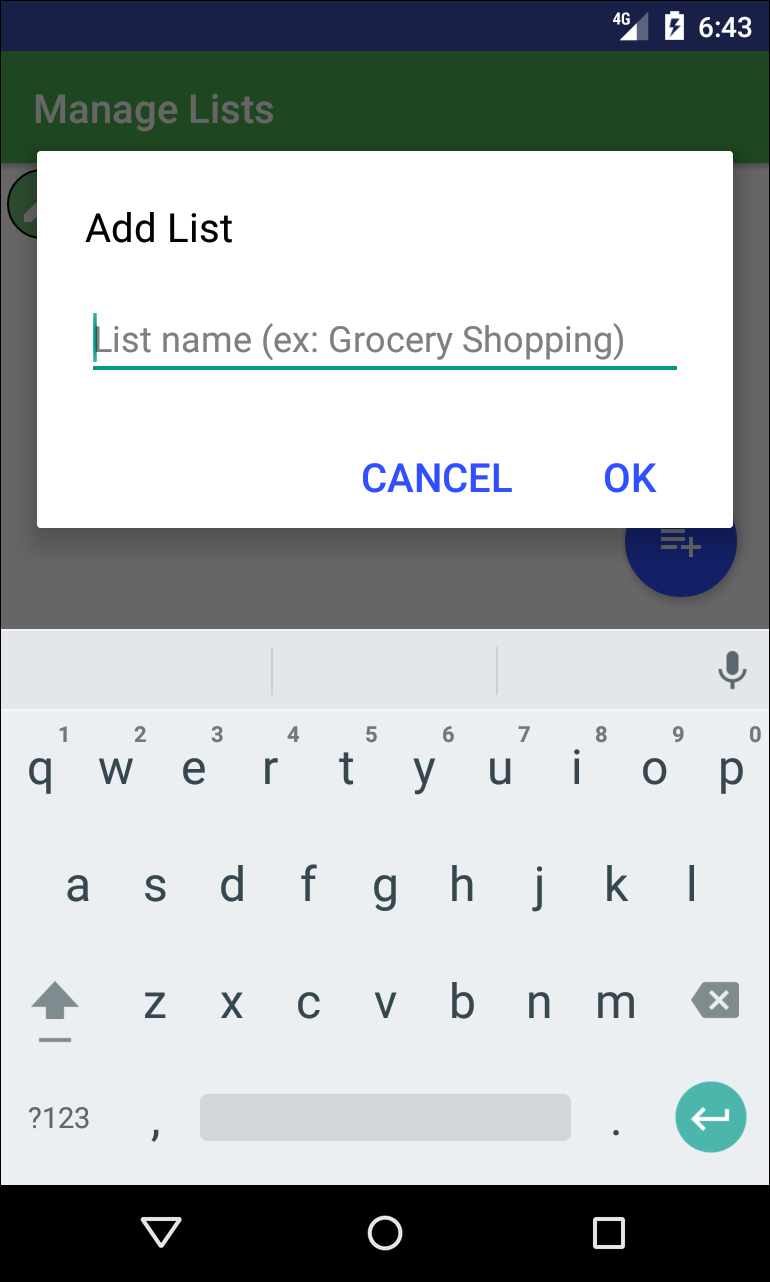 4G 6:43
Manage Lists
Add List
List name (ex: Grocery Shopping)
CANCEL OK
1 2 3 4 5 6 7 8 9 0
q w e r t y u i o p
a s d f g h j k l
z x c v b n m
?123 , .